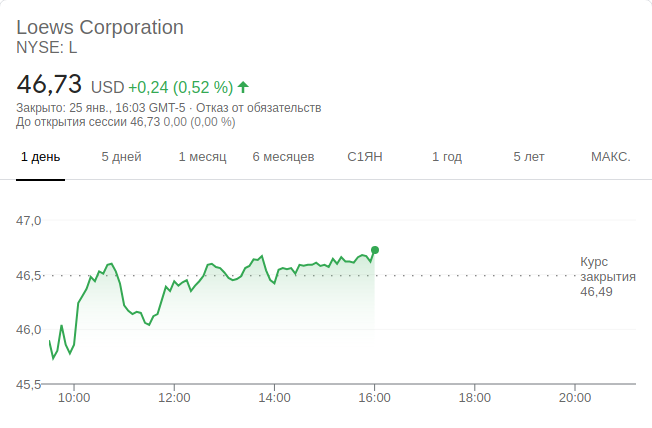 Loews Corporation
NYSE: L
46,73 USD +0,24 (0,52 %)
Закрыто: 25 янв., 16:03 GMT-5 · Отказ от обязательств
До открытия сессии 46,73 0,00 (0,00 %)
1 день 5 дней 1 месяц 6 месяцев С1ЯН 1 год 5 лет МАКС.
47,0
46,5
46,0
45,5
Курс
закрытия
46,49
10:00 12:00 14:00 16:00 18:00 20:00